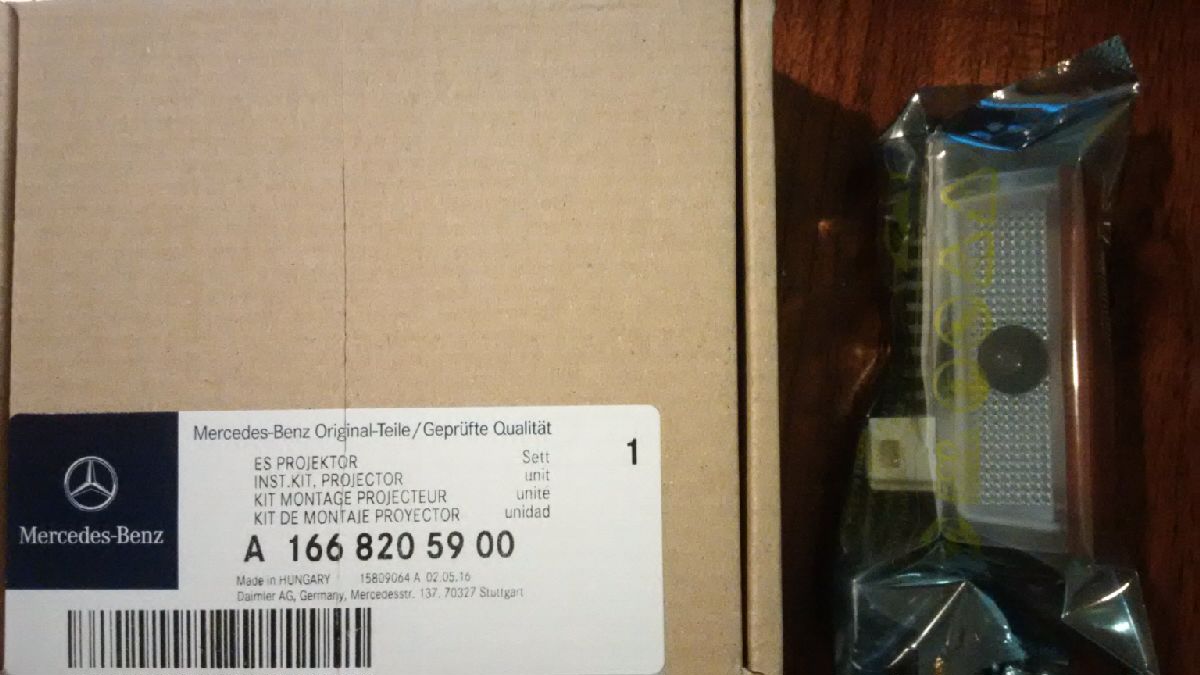 Mercedes-Benz Original-Teile/Geprüfte Qualität
1
ES PROJEKTOR Sett
INST.KIT, PROJECTOR unit
KIT MONTAGE PROJECTEUR unité
KIT DE MONTAJE PROYECTOR unidad
A 166 820 59 00
Made in HUNGARY 15809064 A 02.05.16
Daimler AG, Germany, Mercedesstr. 137, 70327 Stuttgart
Mercedes-Benz